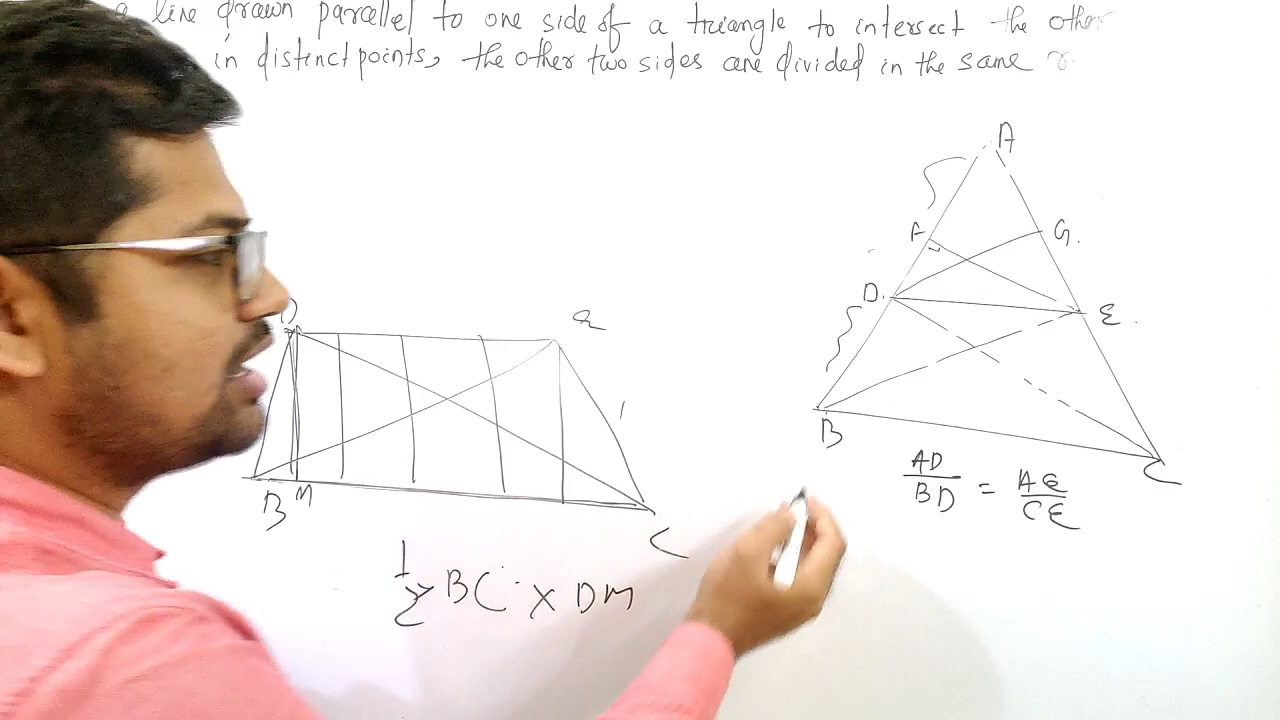 a line drawn parallel to one side of a triangle to intersect the other
in distinct points, the other two sides are divided in the same
A
F
G.
D.
E.
D
B
C
AD/BD = AE/CE
B M
C
1/2 BC × DM